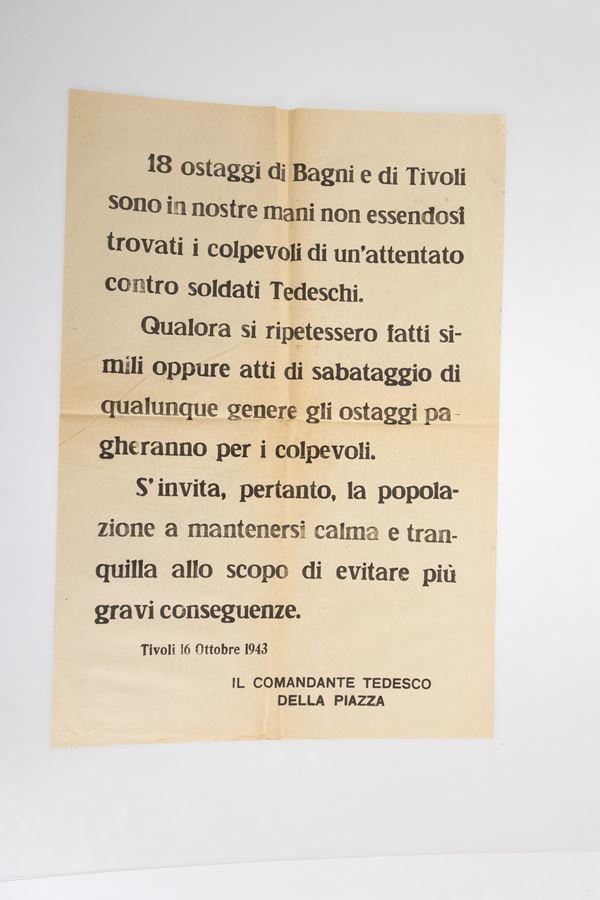 18 ostaggi di Bagni e di Tivoli
sono in nostre mani non essendosi
trovati i colpevoli di un'attentato
contro soldati Tedeschi.
Qualora si ripetessero fatti si-
mili oppure atti di sabataggio di
qualunque genere gli ostaggi pa-
gheranno per i colpevoli.
S'invita, pertanto, la popola-
zione a mantenersi calma e tran-
quilla allo scopo di evitare più
gravi conseguenze.
Tivoli 16 Ottobre 1943
IL COMANDANTE TEDESCO
DELLA PIAZZA